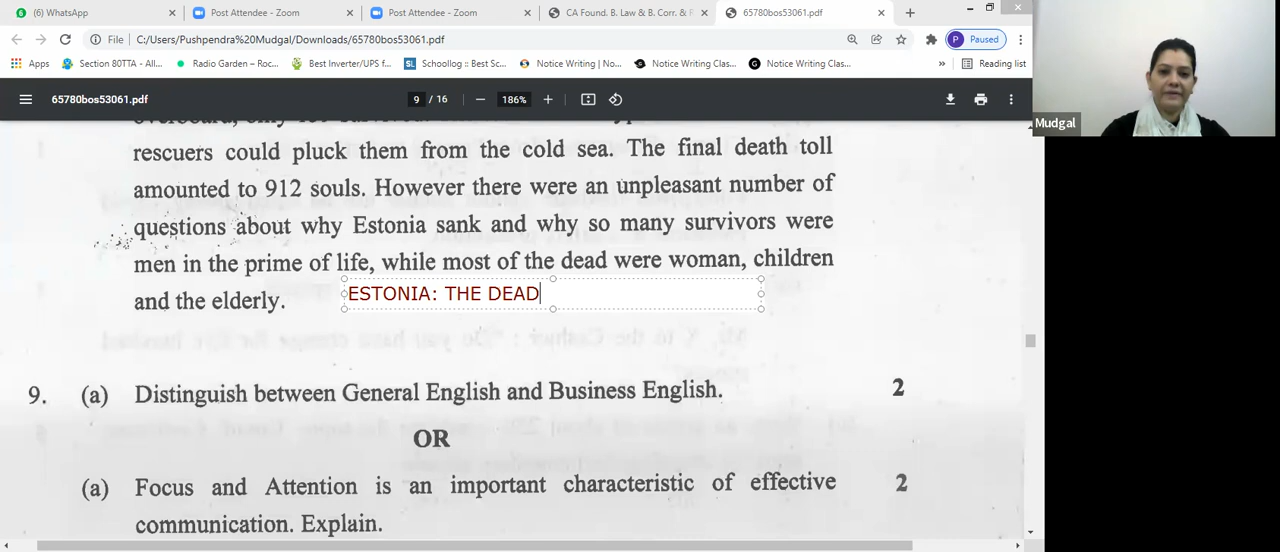 (6) WhatsApp
Post Attendee - Zoom
Post Attendee - Zoom
CA Found. B. Law & B. Corr. & F
65780bos53061.pdf
File
C:/Users/Pushpendra%20Mudgal/Downloads/65780bos53061.pdf
P Paused
Apps
Section 80TTA - All...
Radio Garden – Roc...
Best Inverter/UPS f...
SL Schoollog :: Best Sc...
Notice Writing | No...
Notice Writing Clas...
Notice Writing Clas...
Reading list
65780bos53061.pdf
9 / 16
186%
Mudgal
rescuers could pluck them from the cold sea. The final death toll
amounted to 912 souls. However there were an unpleasant number of
questions about why Estonia sank and why so many survivors were
men in the prime of life, while most of the dead were woman, children
and the elderly.
ESTONIA: THE DEAD
9. (a) Distinguish between General English and Business English. 2
OR
(a) Focus and Attention is an important characteristic of effective 2
communication. Explain.